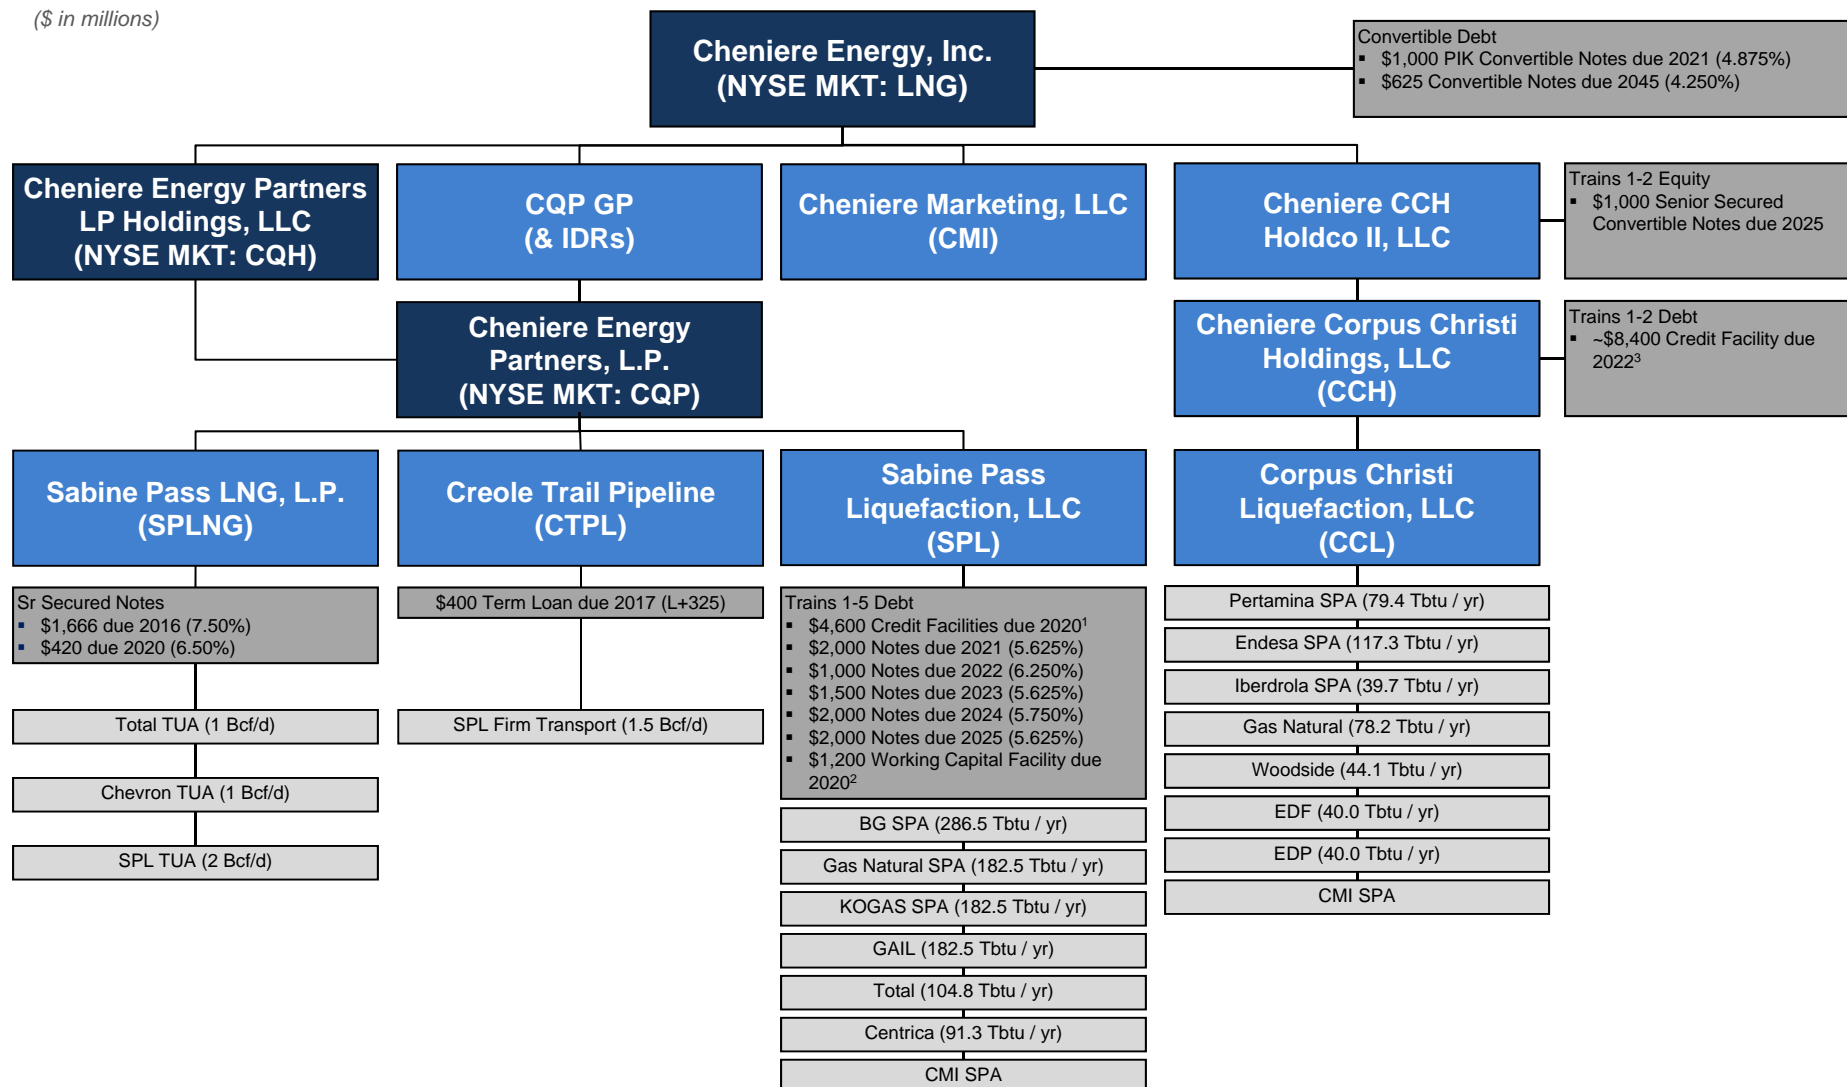 ($ in millions)
Cheniere Energy, Inc.
(NYSE MKT: LNG)
Convertible Debt
▪ $1,000 PIK Convertible Notes due 2021 (4.875%)
▪ $625 Convertible Notes due 2045 (4.250%)
Cheniere Energy Partners
LP Holdings, LLC
(NYSE MKT: CQH)
CQP GP
(& IDRs)
Cheniere Marketing, LLC
(CMI)
Cheniere CCH
Holdco II, LLC
Trains 1-2 Equity
▪ $1,000 Senior Secured
Convertible Notes due 2025
Cheniere Energy
Partners, L.P.
(NYSE MKT: CQP)
Cheniere Corpus Christi
Holdings, LLC
(CCH)
Trains 1-2 Debt
▪ ~$8,400 Credit Facility due
2022³
Sabine Pass LNG, L.P.
(SPLNG)
Creole Trail Pipeline
(CTPL)
Sabine Pass
Liquefaction, LLC
(SPL)
Corpus Christi
Liquefaction, LLC
(CCL)
Sr Secured Notes
▪ $1,666 due 2016 (7.50%)
▪ $420 due 2020 (6.50%)
Total TUA (1 Bcf/d)
Chevron TUA (1 Bcf/d)
SPL TUA (2 Bcf/d)
$400 Term Loan due 2017 (L+325)
SPL Firm Transport (1.5 Bcf/d)
Trains 1-5 Debt
▪ $4,600 Credit Facilities due 2020¹
▪ $2,000 Notes due 2021 (5.625%)
▪ $1,000 Notes due 2022 (6.250%)
▪ $1,500 Notes due 2023 (5.625%)
▪ $2,000 Notes due 2024 (5.750%)
▪ $2,000 Notes due 2025 (5.625%)
▪ $1,200 Working Capital Facility due
2020²
BG SPA (286.5 Tbtu / yr)
Gas Natural SPA (182.5 Tbtu / yr)
KOGAS SPA (182.5 Tbtu / yr)
GAIL (182.5 Tbtu / yr)
Total (104.8 Tbtu / yr)
Centrica (91.3 Tbtu / yr)
CMI SPA
Pertamina SPA (79.4 Tbtu / yr)
Endesa SPA (117.3 Tbtu / yr)
Iberdrola SPA (39.7 Tbtu / yr)
Gas Natural (78.2 Tbtu / yr)
Woodside (44.1 Tbtu / yr)
EDF (40.0 Tbtu / yr)
EDP (40.0 Tbtu / yr)
CMI SPA